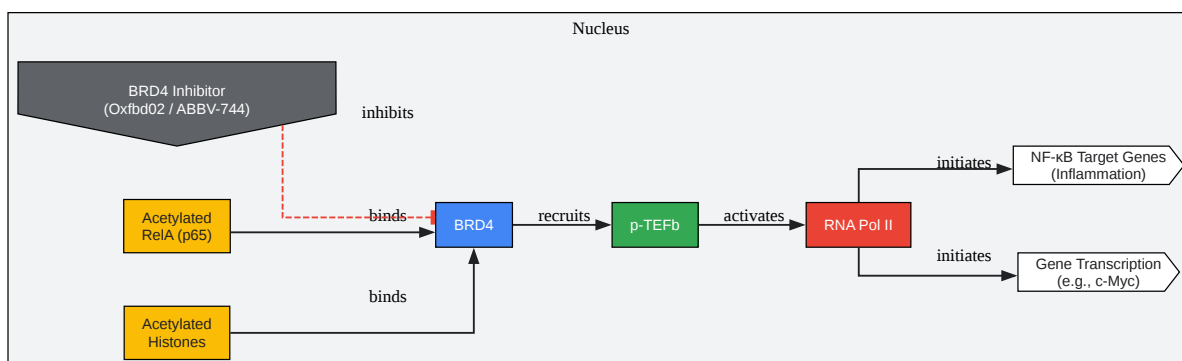 Nucleus
BRD4 Inhibitor
(Oxfbd02 / ABBV-744)
inhibits
initiates
NF-κB Target Genes
(Inflammation)
Acetylated
RelA (p65)
binds
BRD4
recruits
p-TEFb
activates
RNA Pol II
initiates
Gene Transcription
(e.g., c-Myc)
binds
Acetylated
Histones